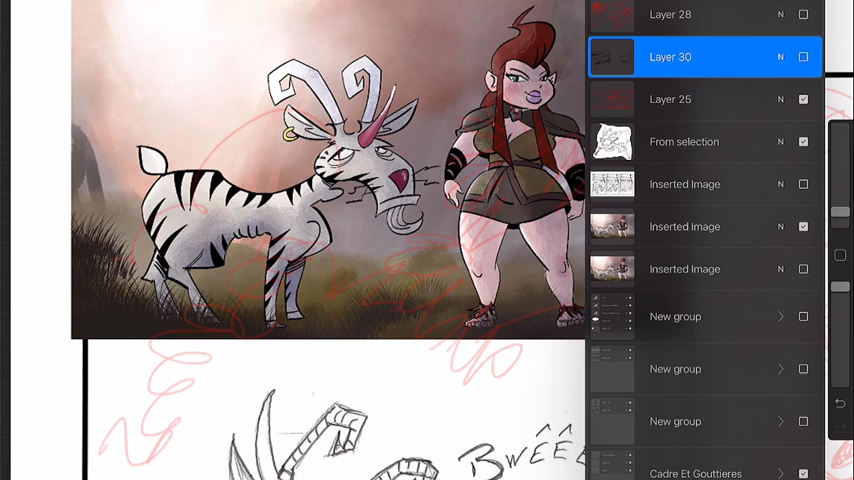 Layer 28 N
Layer 30 N
Layer 25 N
From selection N
Inserted Image N
Inserted Image N
Inserted Image N
New group
New group
New group
Cadre Et Gouttieres
BWÊÊ